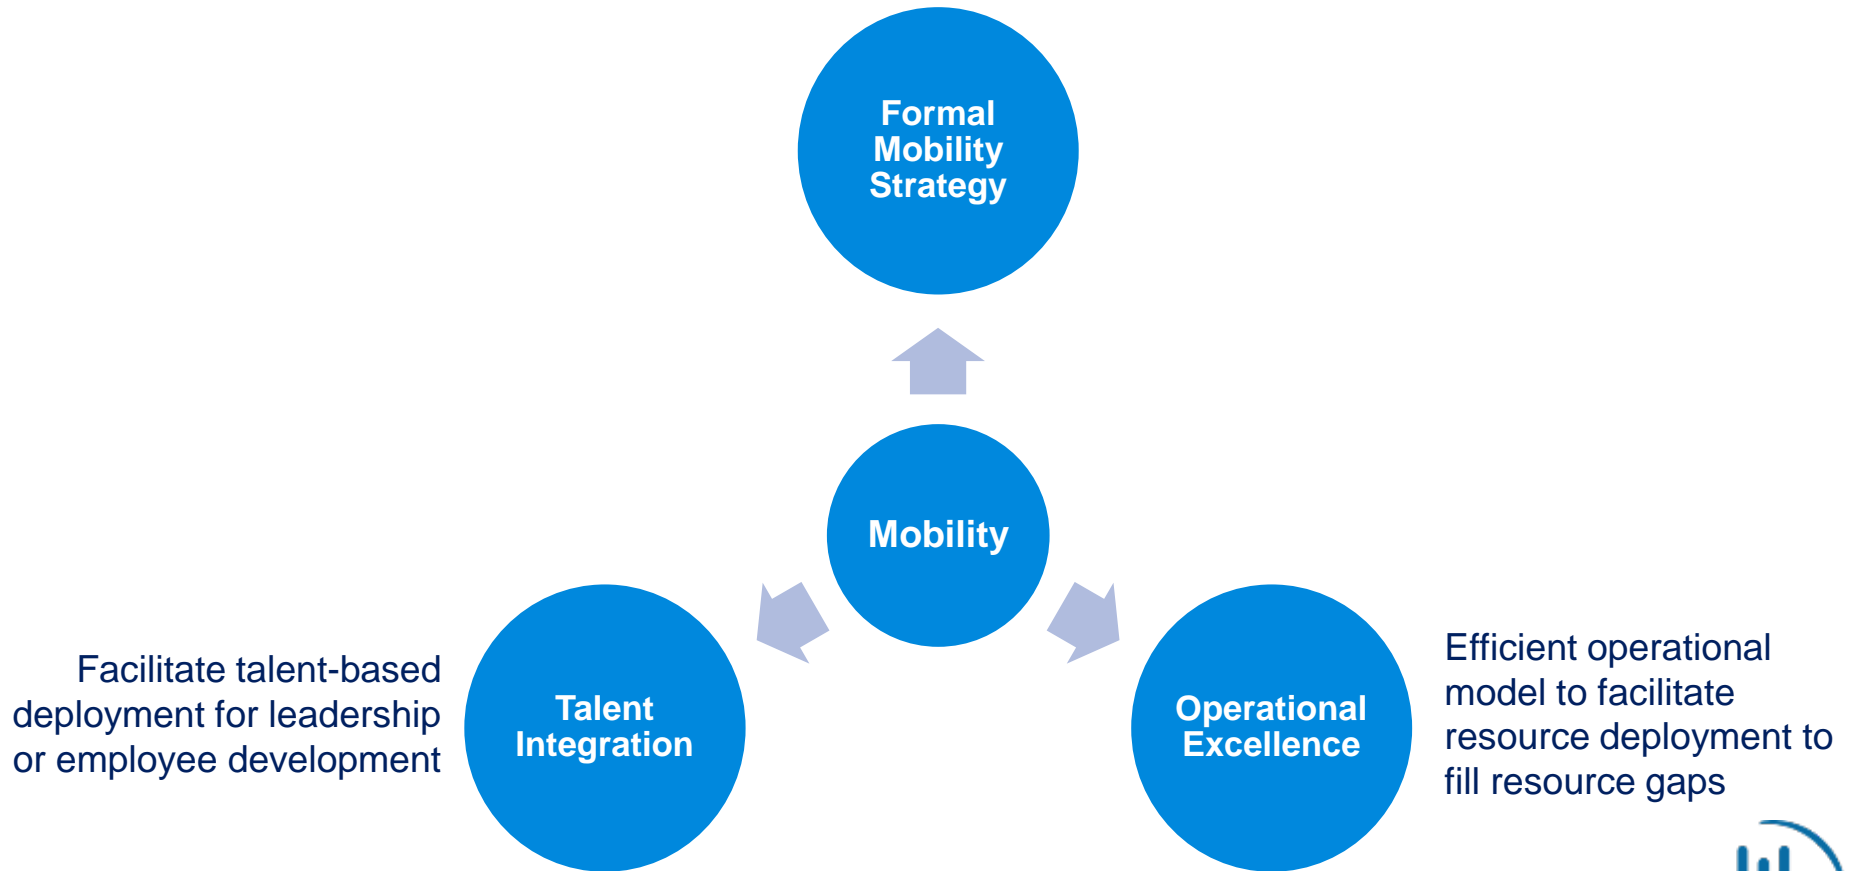 Formal
Mobility
Strategy
Mobility
Facilitate talent-based
deployment for leadership
or employee development
Talent
Integration
Operational
Excellence
Efficient operational
model to facilitate
resource deployment to
fill resource gaps